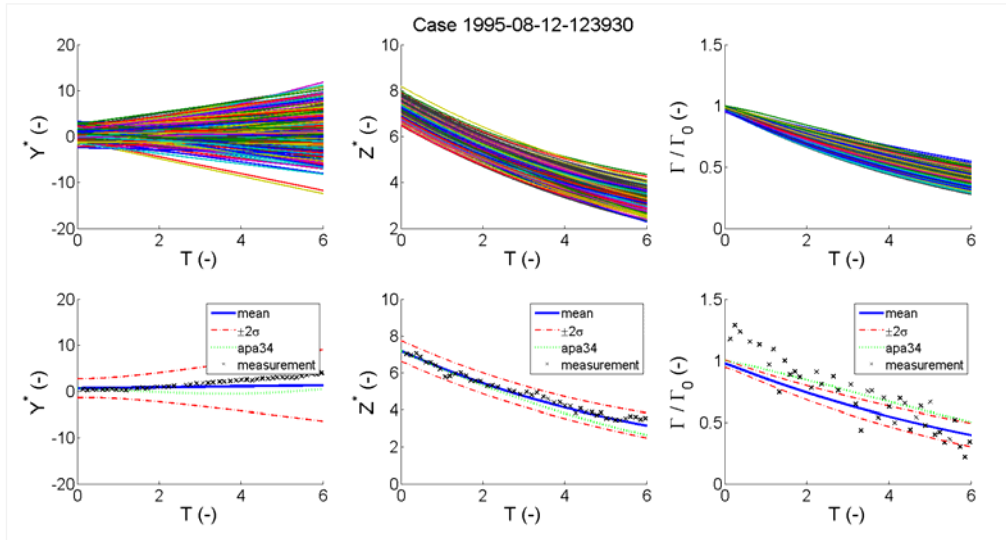 Case 1995-08-12-123930
20
10
0
-10
-20
Y* (-)
0
2
4
6
T (-)
10
8
6
4
2
Z* (-)
0
2
4
6
T (-)
1.5
1
0.5
0
Γ / Γ₀ (-)
0
2
4
6
T (-)
20
10
0
-10
-20
Y* (-)
mean
±2σ
apa34
measurement
0
2
4
6
T (-)
10
8
6
4
2
0
Z* (-)
mean
±2σ
apa34
measurement
0
2
4
6
T (-)
1.5
1
0.5
0
Γ / Γ₀ (-)
mean
±2σ
apa34
measurement
0
2
4
6
T (-)